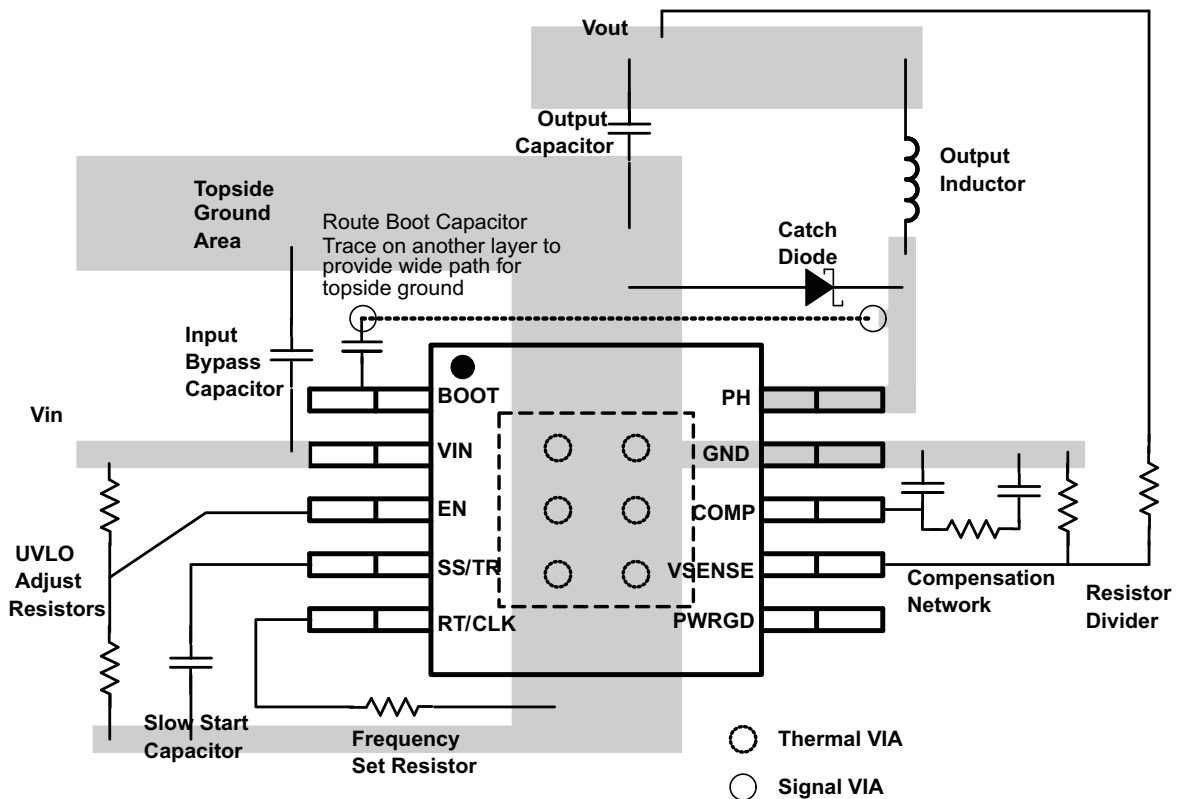 Vout
Output
Capacitor
Output
Inductor
Topside
Ground
Area
Route Boot Capacitor
Trace on another layer to
provide wide path for
topside ground
Catch
Diode
Input
Bypass
Capacitor
Vin
BOOT
VIN
EN
SS/TR
RT/CLK
PH
GND
COMP
VSENSE
PWRGD
UVLO
Adjust
Resistors
Compensation
Network
Resistor
Divider
Slow Start
Capacitor
Frequency
Set Resistor
Thermal VIA
Signal VIA